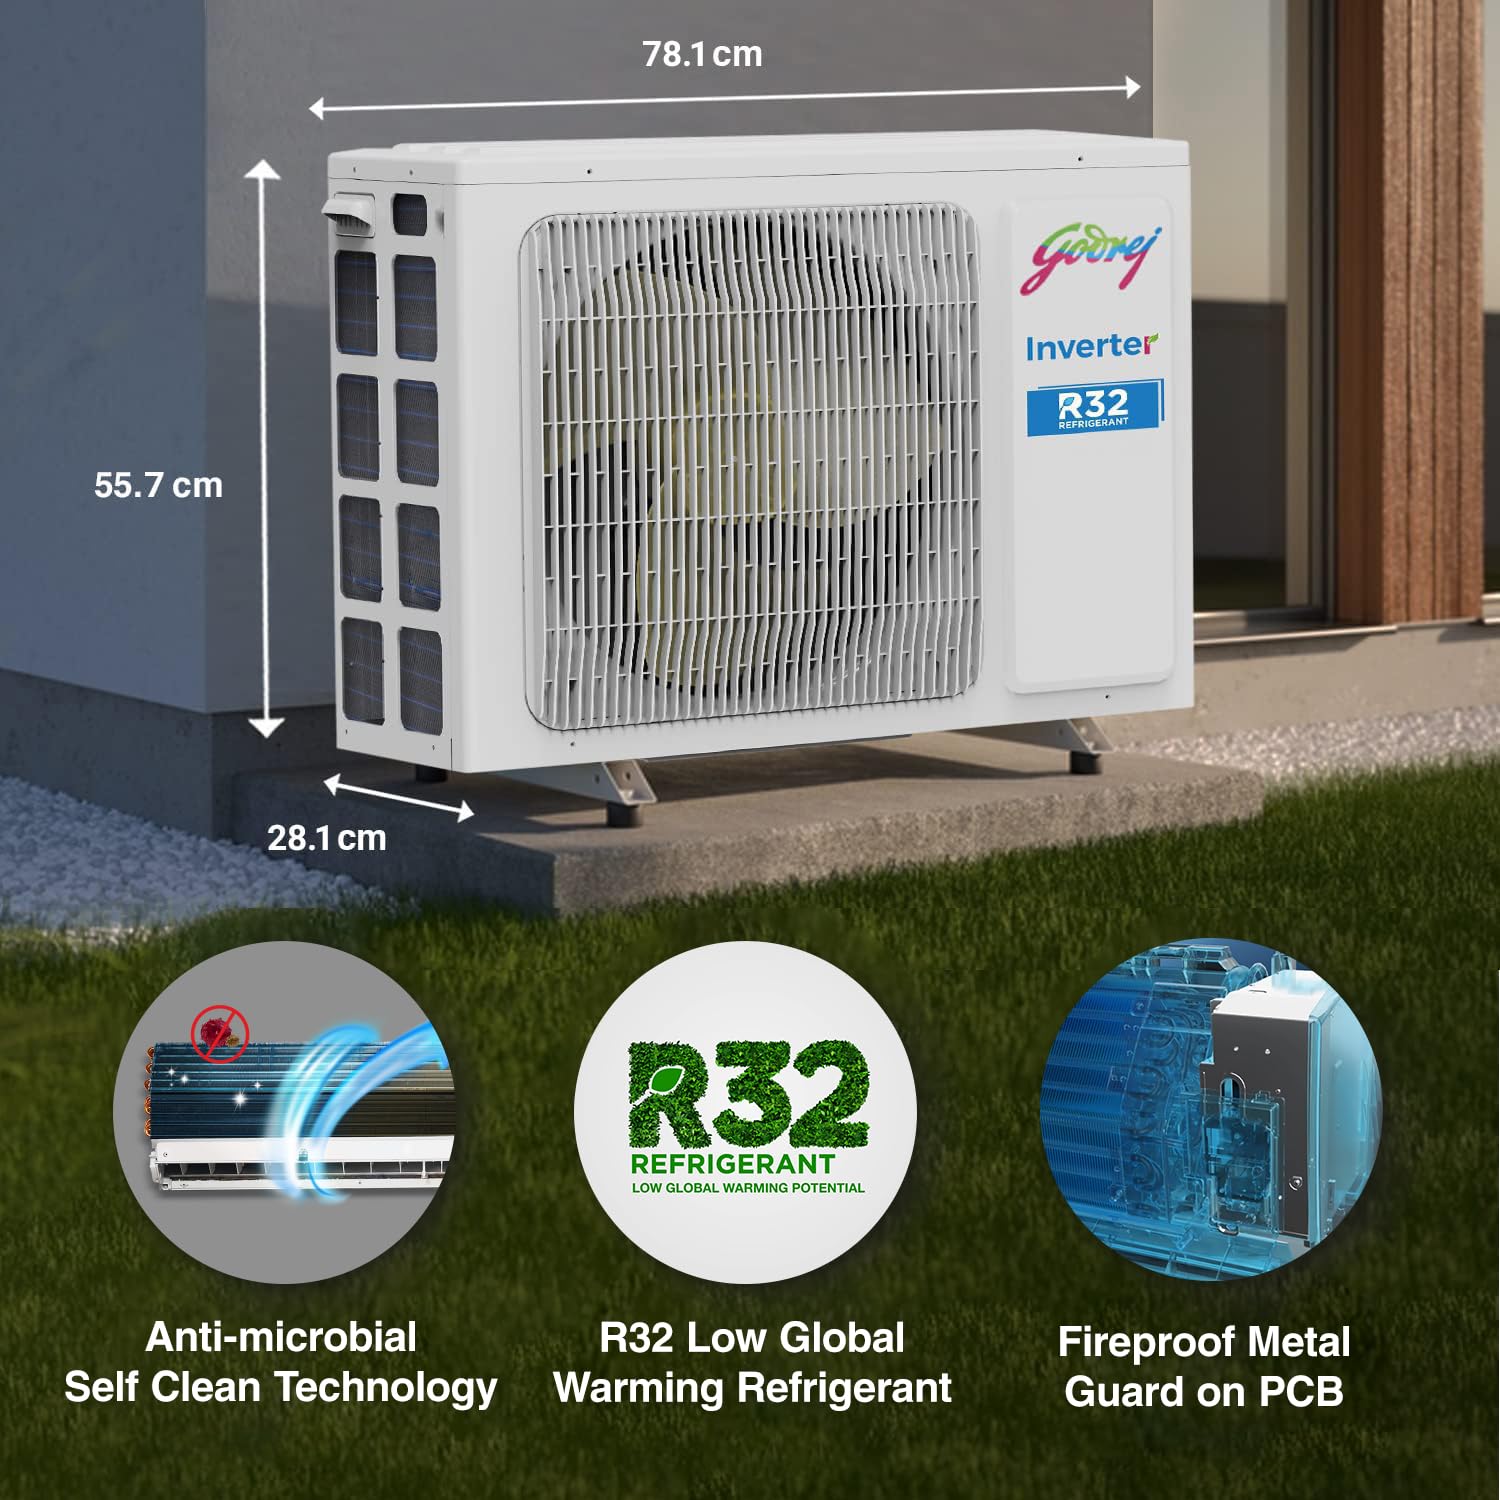 78.1 cm
55.7 cm
28.1 cm
Godrej
Inverter
R32
REFRIGERANT
R32
REFRIGERANT
LOW GLOBAL WARMING POTENTIAL
Anti-microbial
Self Clean Technology
R32 Low Global
Warming Refrigerant
Fireproof Metal
Guard on PCB